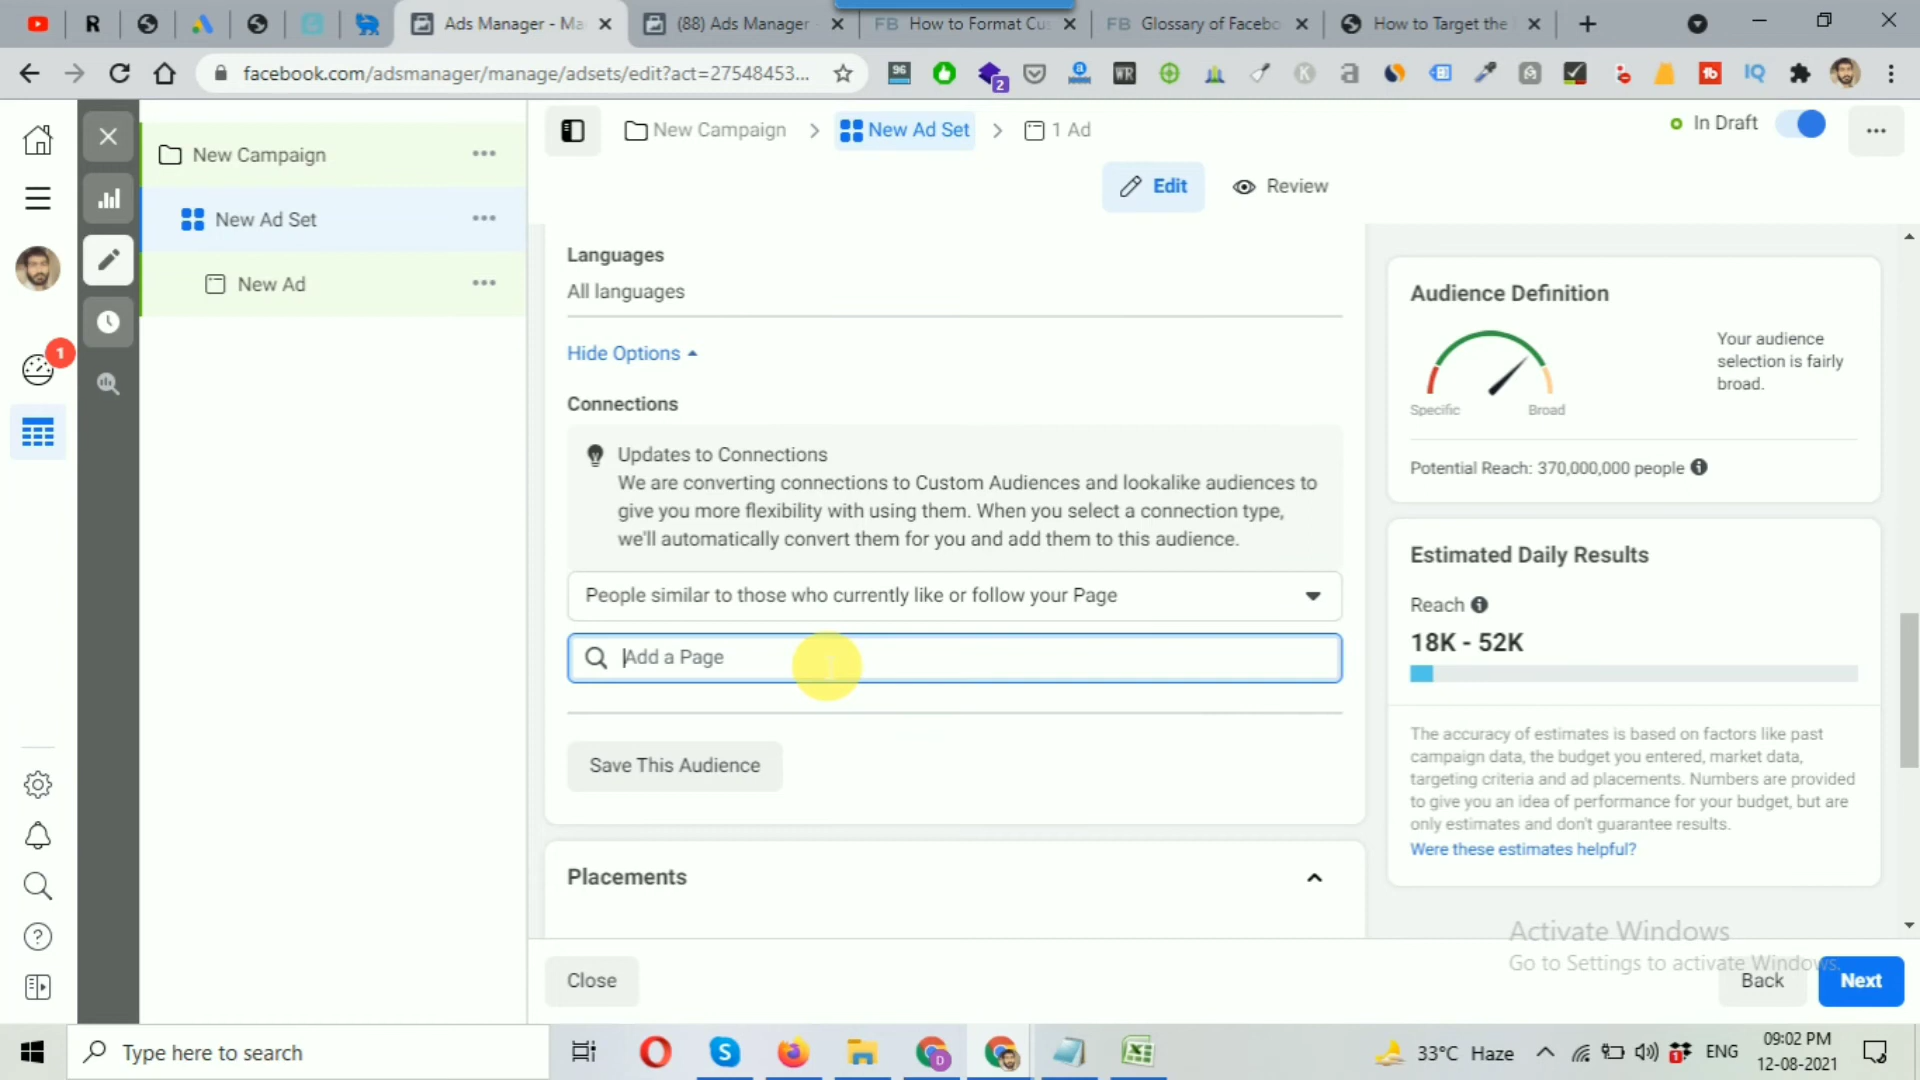 Ads Manager - Ma
(88) Ads Manager
FB How to Format Cus
FB Glossary of Facebo
How to Target the
facebook.com/adsmanager/manage/adsets/edit?act=27548453...
96
2
WR
IQ
New Campaign
New Ad Set
New Ad
1
New Campaign > New Ad Set > 1 Ad
In Draft
Edit
Review
Languages
All languages
Hide Options
Connections
Updates to Connections
We are converting connections to Custom Audiences and lookalike audiences to
give you more flexibility with using them. When you select a connection type,
we'll automatically convert them for you and add them to this audience.
People similar to those who currently like or follow your Page
Add a Page
Save This Audience
Placements
Close
Back
Next
Audience Definition
Your audience
selection is fairly
broad.
Specific
Broad
Potential Reach: 370,000,000 people
Estimated Daily Results
Reach
18K - 52K
The accuracy of estimates is based on factors like past
campaign data, the budget you entered, market data,
targeting criteria and ad placements. Numbers are provided
to give you an idea of performance for your budget, but are
only estimates and don't guarantee results.
Were these estimates helpful?
Activate Windows
Go to Settings to activate Windows.
Type here to search
33°C Haze
ENG
09:02 PM
12-08-2021